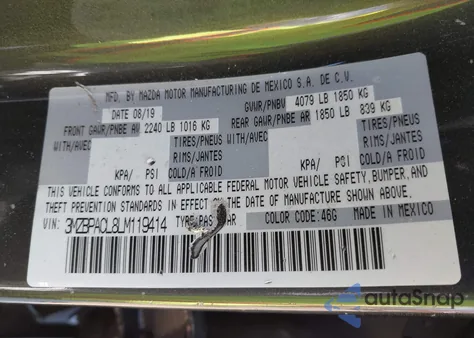 MFD. BY MAZDA MOTOR MANUFACTURING DE MEXICO S.A. DE C.V.
DATE 08/19 GVWR/PNBV 4079 LB 1850 KG
FRONT GAWR/PNBE AV 2240 LB 1016 KG REAR GAWR/PNBE AR 1850 LB 839 KG
WITH/AVEC TIRES/PNEUS WITH/AVEC TIRES/PNEUS
RIMS/JANTES RIMS/JANTES
KPA/ PSI COLD/A FROID KPA/ PSI COLD/A FROID
THIS VEHICLE CONFORMS TO ALL APPLICABLE FEDERAL MOTOR VEHICLE SAFETY, BUMPER, AND
THEFT PREVENTION STANDARDS IN EFFECT ON THE DATE OF MANUFACTURE SHOWN ABOVE.
VIN: 3MZBPACL8LM119414 TYPE:PAS AR COLOR CODE:46G MADE IN MEXICO
autoSnap